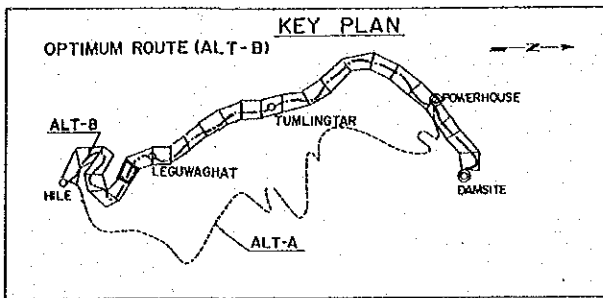 KEY PLAN
OPTIMUM ROUTE (ALT-B)
N
POWERHOUSE
TUMLINGTAR
ALT-B
LEGUWAGHAT
HILE
DAMSITE
ALT-A